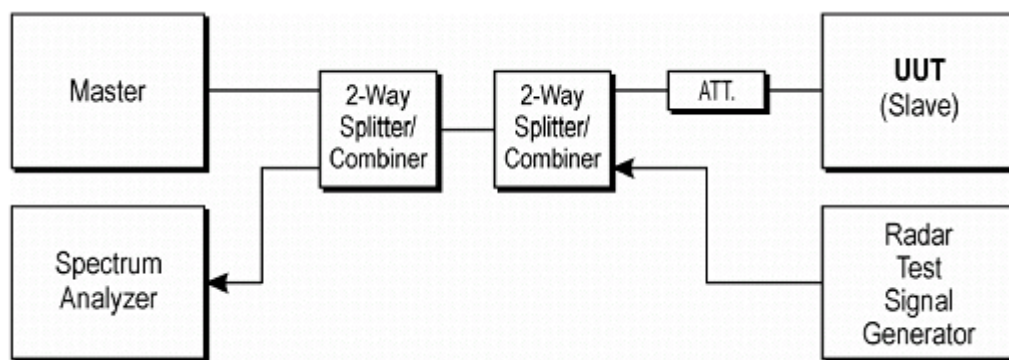 Master
2-Way
Splitter/
Combiner
2-Way
Splitter/
Combiner
ATT.
UUT
(Slave)
Spectrum
Analyzer
Radar
Test
Signal
Generator